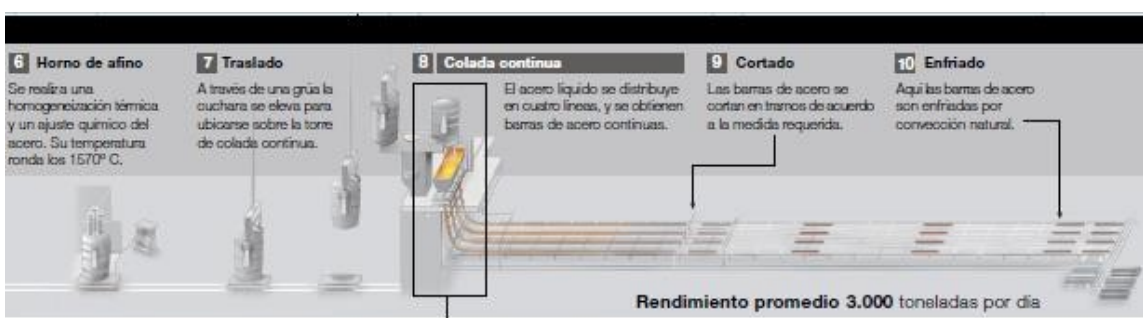 6 Horno de afino
Se realiza una
homogeneización térmica
y un ajuste químico del
acero. Su temperatura
ronda los 1570º C.
7 Traslado
A través de una grúa la
cuchara se eleva para
ubicarse sobre la torre
de colada continua.
8 Colada continua
El acero líquido se distribuye
en cuatro líneas, y se obtienen
barras de acero continuas.
9 Cortado
Las barras de acero se
cortan en tramos de acuerdo
a la medida requerida.
10 Enfriado
Aquí las barras de acero
son enfriadas por
convección natural.
Rendimiento promedio 3.000 toneladas por día